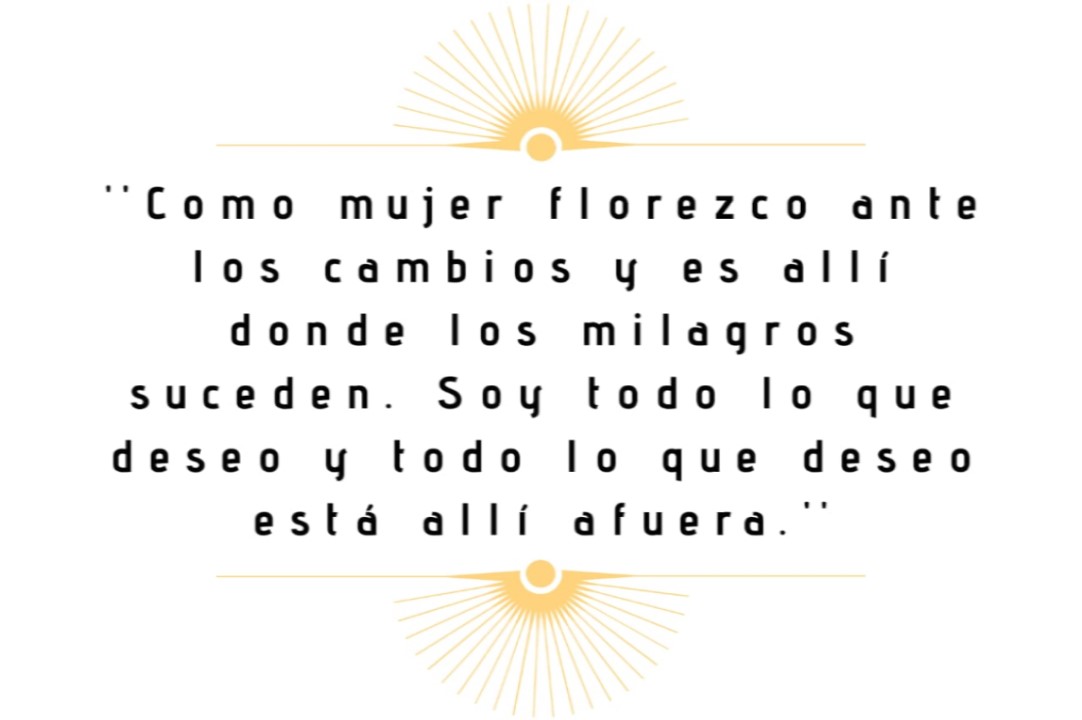 ''Como mujer florezco ante
los cambios y es allí
donde los milagros
suceden. Soy todo lo que
deseo y todo lo que deseo
está allí afuera.''